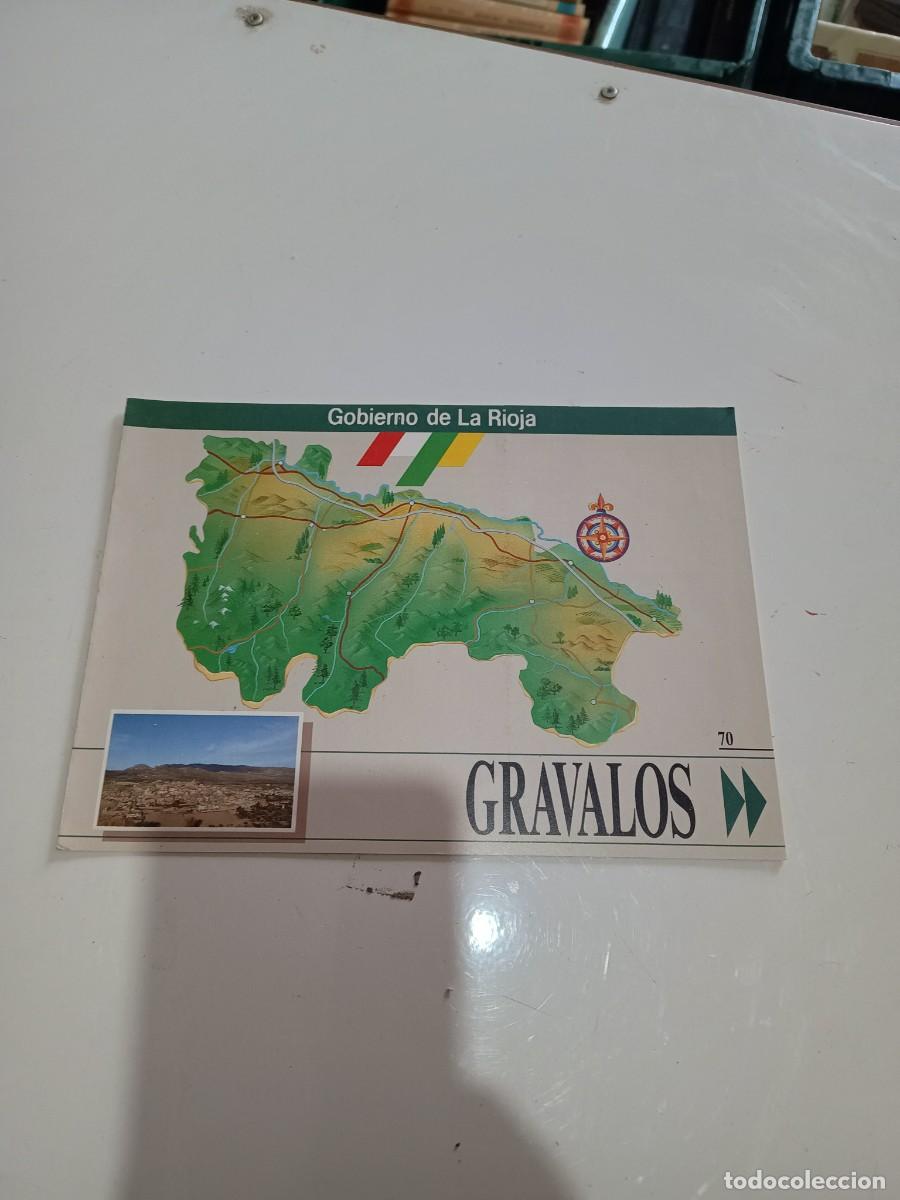 Gobierno de La Rioja
70
GRAVALOS
todocoleccion